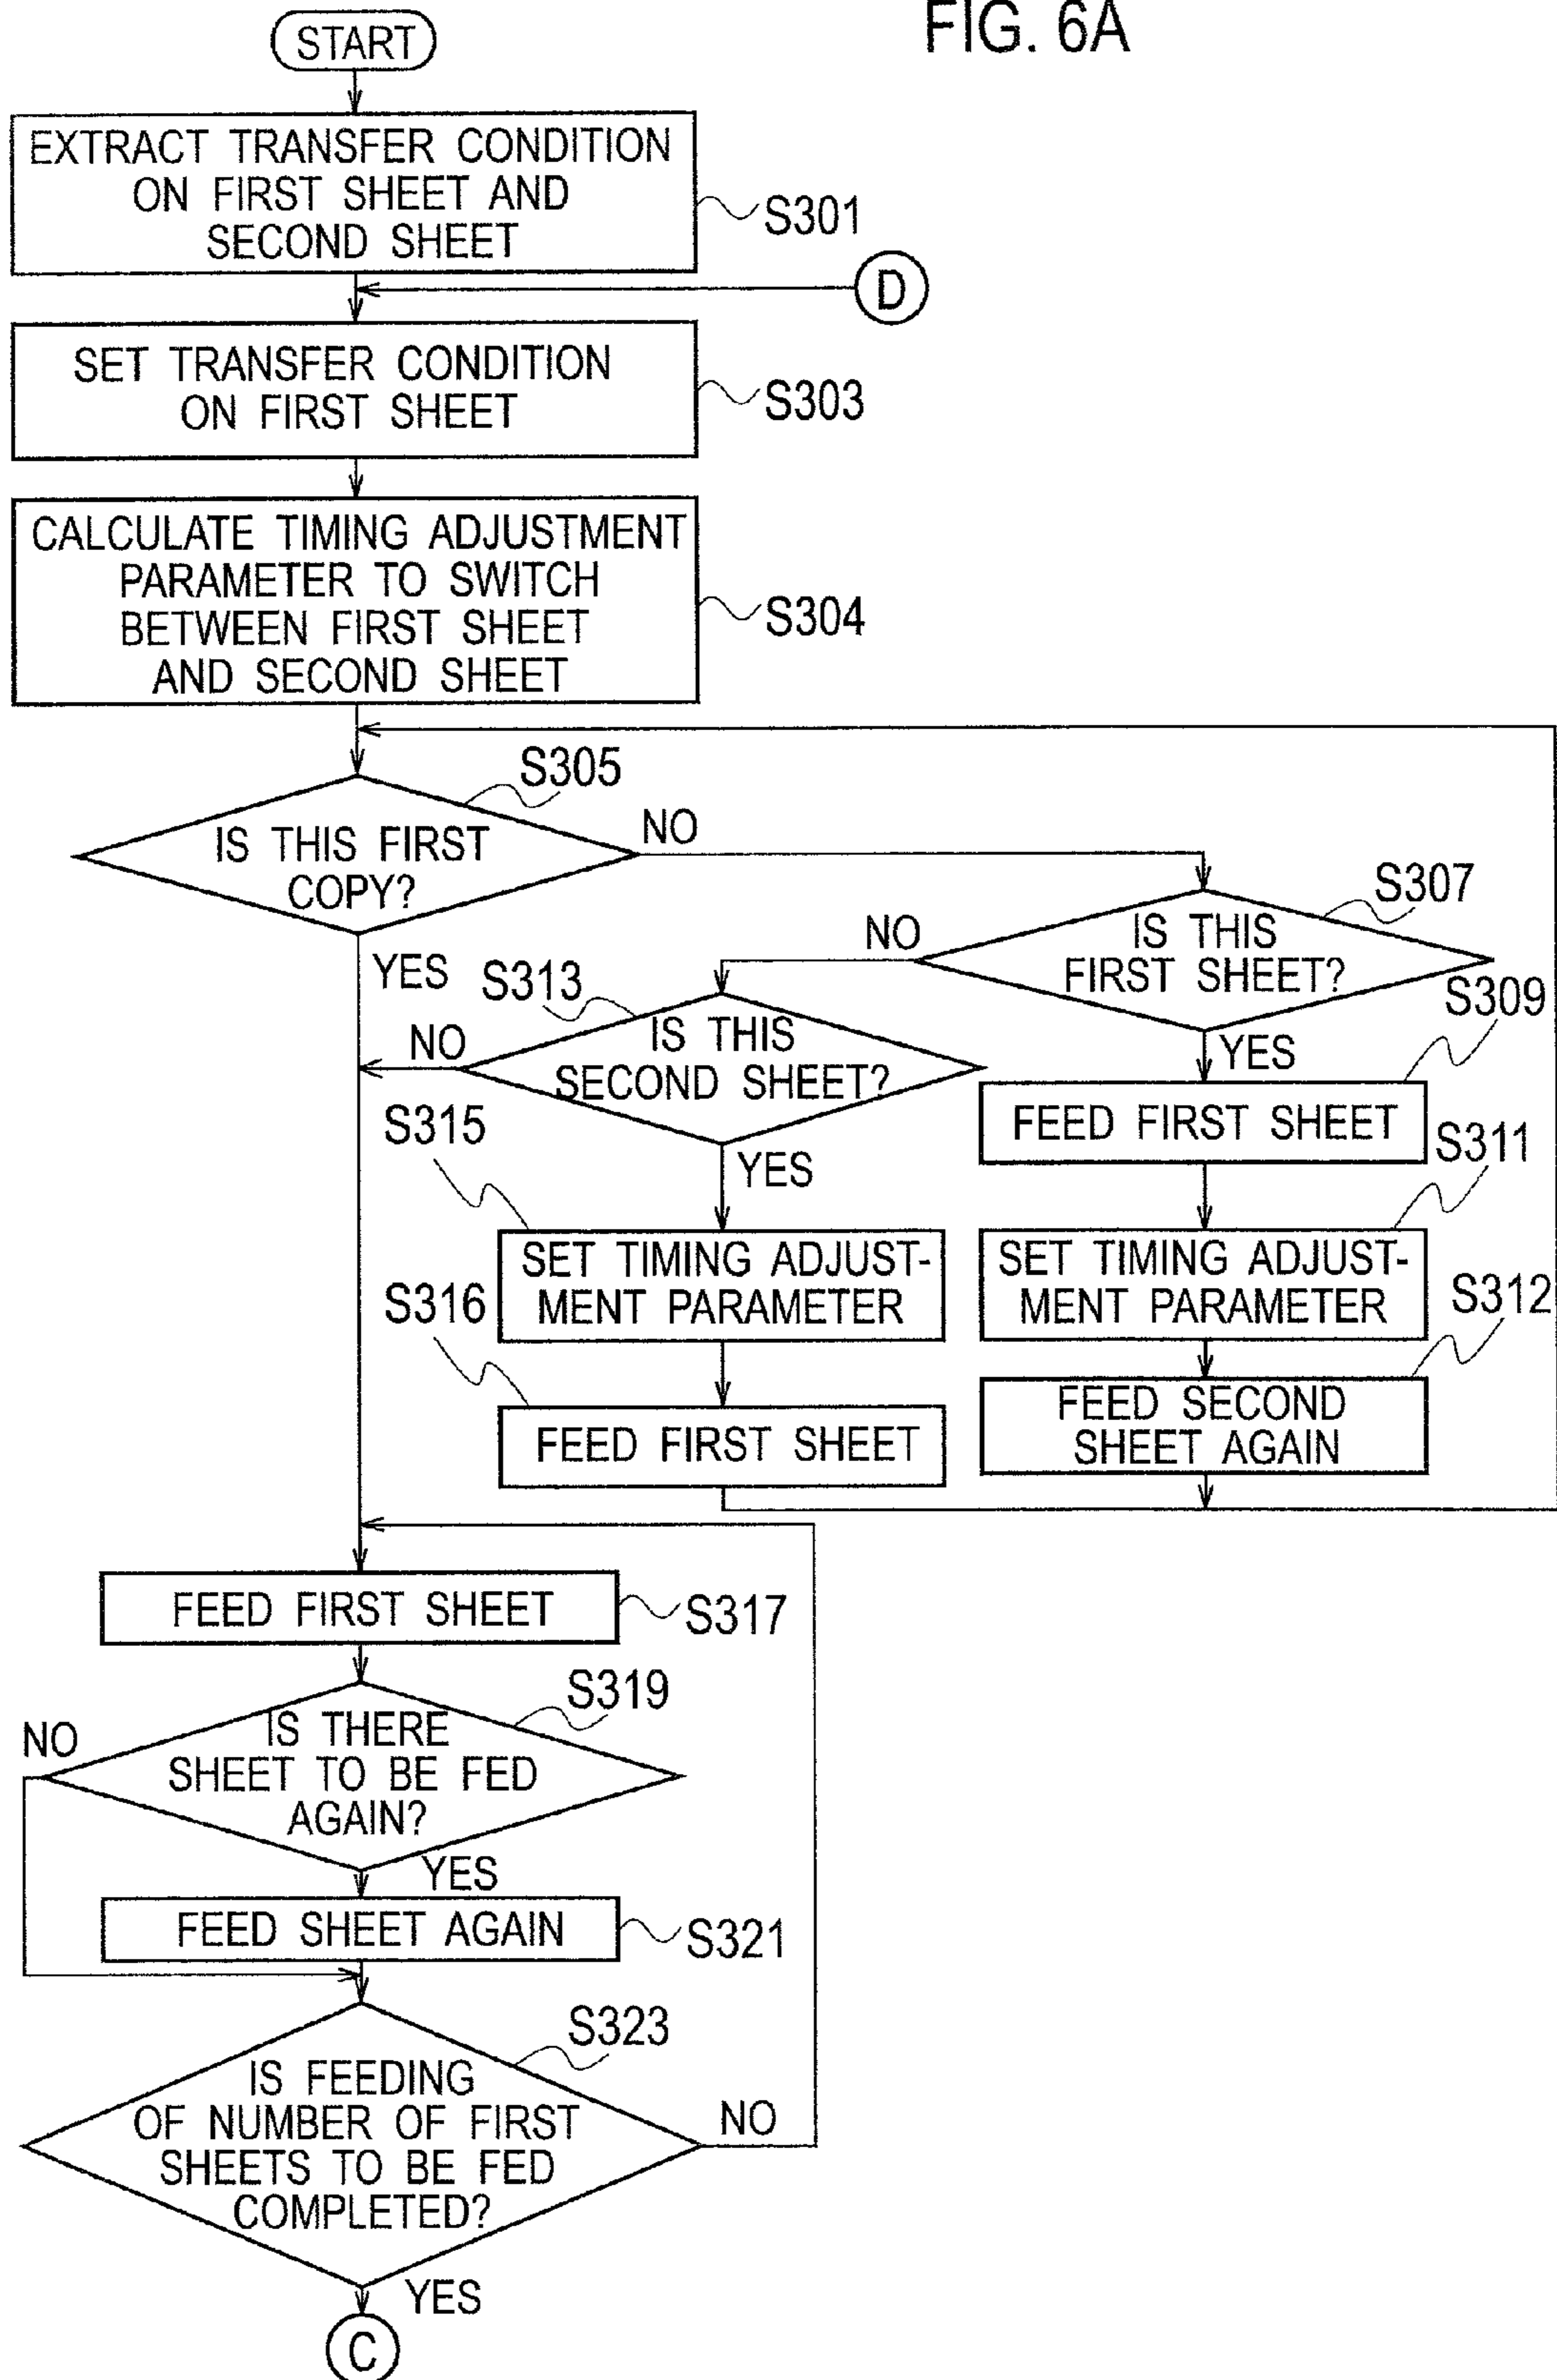 FIG. 6A
START
EXTRACT TRANSFER CONDITION
ON FIRST SHEET AND
SECOND SHEET
S301
D
SET TRANSFER CONDITION
ON FIRST SHEET
S303
CALCULATE TIMING ADJUSTMENT
PARAMETER TO SWITCH
BETWEEN FIRST SHEET
AND SECOND SHEET
S304
S305
IS THIS FIRST
COPY?
NO
YES
S307
IS THIS
FIRST SHEET?
NO
YES
S313
IS THIS
SECOND SHEET?
NO
YES
S309
FEED FIRST SHEET
S311
SET TIMING ADJUST-
MENT PARAMETER
S312
FEED SECOND
SHEET AGAIN
S315
SET TIMING ADJUST-
MENT PARAMETER
S316
FEED FIRST SHEET
FEED FIRST SHEET
S317
S319
IS THERE
SHEET TO BE FED
AGAIN?
NO
YES
FEED SHEET AGAIN
S321
S323
IS FEEDING
OF NUMBER OF FIRST
SHEETS TO BE FED
COMPLETED?
NO
YES
C